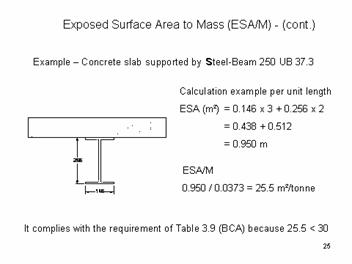 Exposed Surface Area to Mass (ESA/M) - (cont.)
Example – Concrete slab supported by Steel-Beam 250 UB 37.3
Calculation example per unit length
ESA (m²) = 0.146 x 3 + 0.256 x 2
= 0.438 + 0.512
= 0.950 m
256
146
ESA/M
0.950 / 0.0373 = 25.5 m²/tonne
It complies with the requirement of Table 3.9 (BCA) because 25.5 < 30
25